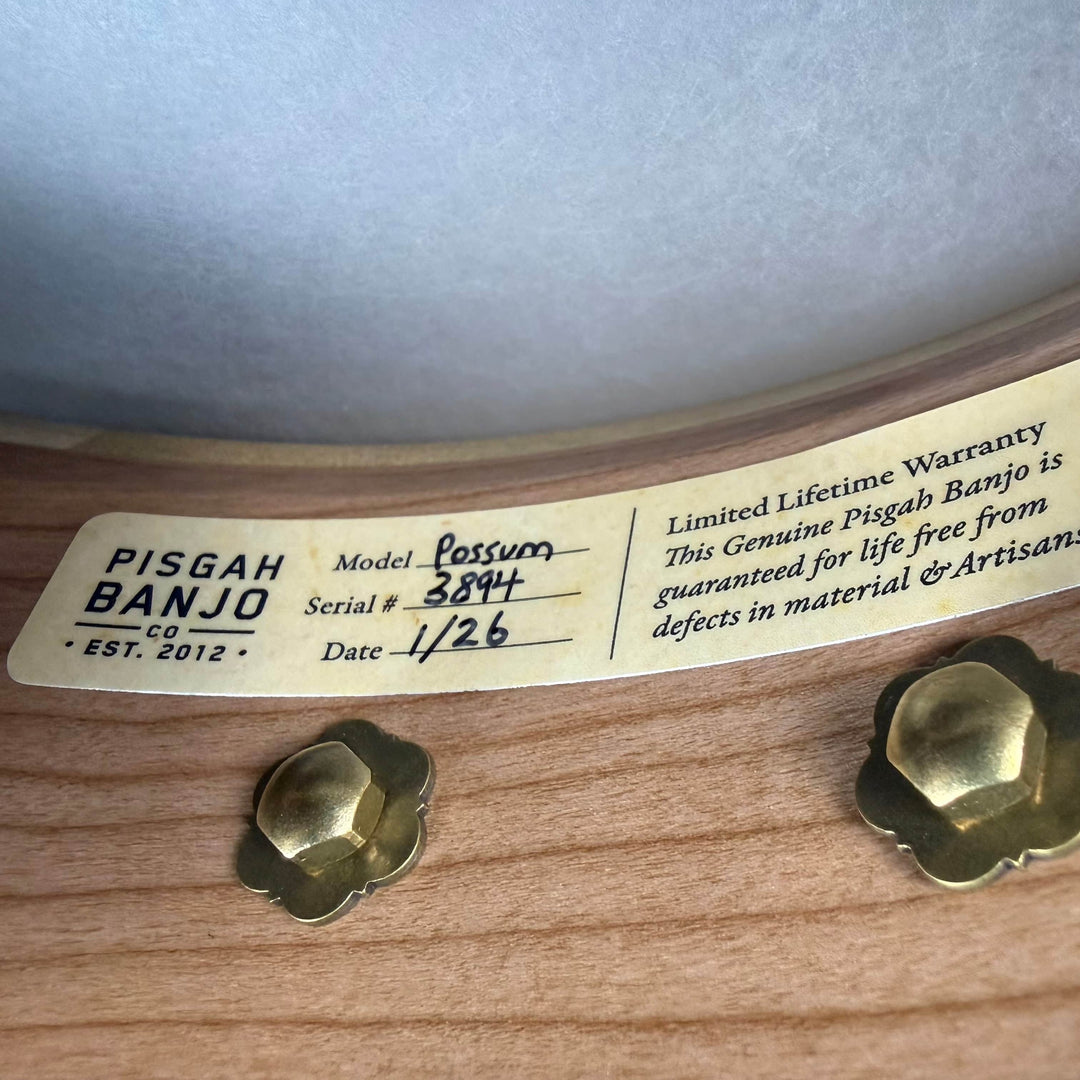 PISGAH
BANJO
CO
• EST. 2012 •
Model Possum
Serial # 3894
Date 1/26
Limited Lifetime Warranty
This Genuine Pisgah Banjo is
guaranteed for life free from
defects in material & Artisans